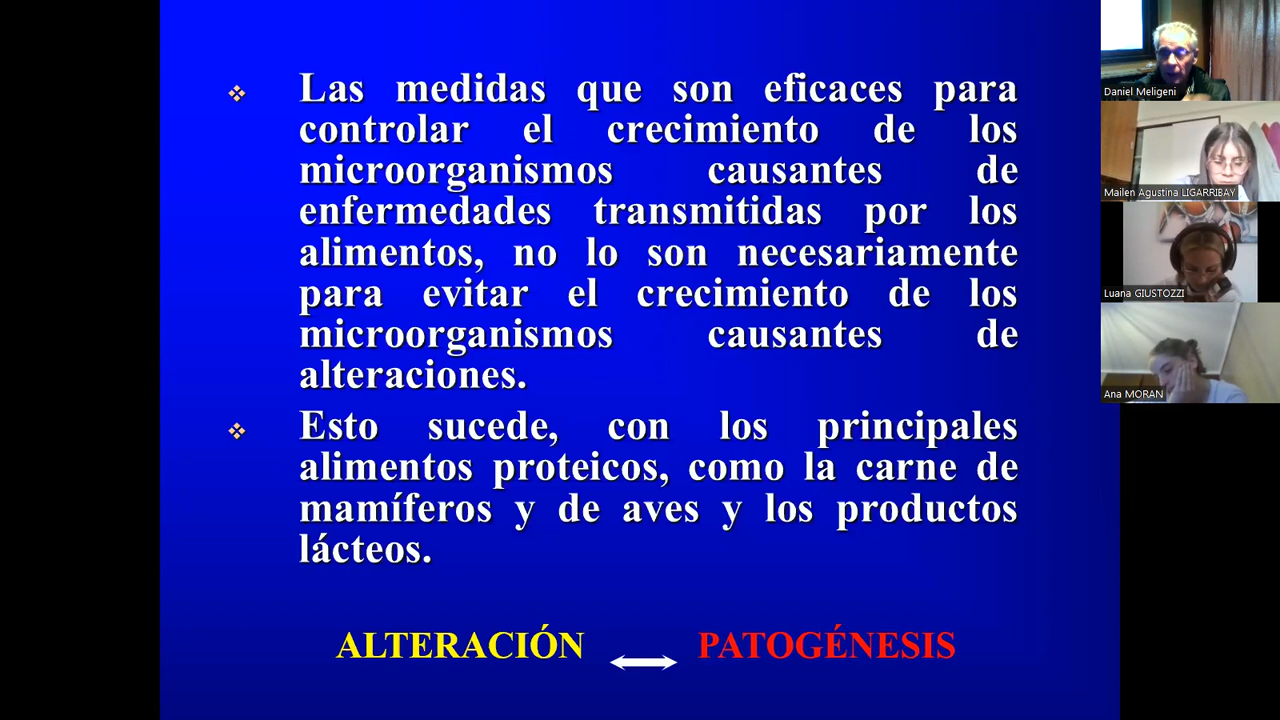 ❖ Las medidas que son eficaces para
controlar el crecimiento de los
microorganismos causantes de
enfermedades transmitidas por los
alimentos, no lo son necesariamente
para evitar el crecimiento de los
microorganismos causantes de
alteraciones.
❖ Esto sucede, con los principales
alimentos proteicos, como la carne de
mamíferos y de aves y los productos
lácteos.
ALTERACIÓN ↔ PATOGÉNESIS
Daniel Meligeni
Mailen Agustina LIGARRIBAY
Luana GIUSTOZZI
Ana MORAN